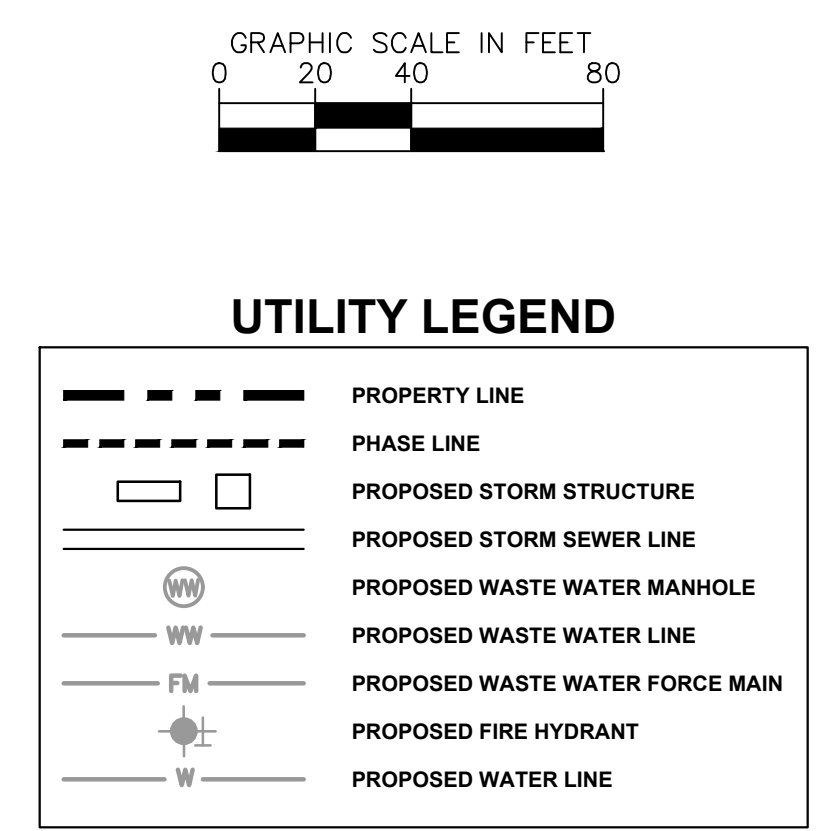 GRAPHIC SCALE IN FEET
0 20 40 80
UTILITY LEGEND
PROPERTY LINE
PHASE LINE
PROPOSED STORM STRUCTURE
PROPOSED STORM SEWER LINE
WW PROPOSED WASTE WATER MANHOLE
WW PROPOSED WASTE WATER LINE
FM PROPOSED WASTE WATER FORCE MAIN
PROPOSED FIRE HYDRANT
W PROPOSED WATER LINE